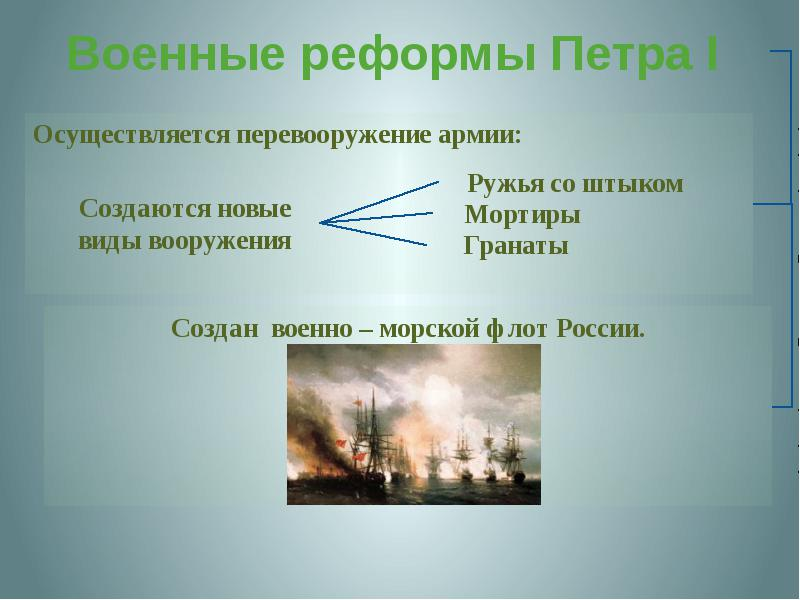 Военные реформы Петра I
Осуществляется перевооружение армии:
Создаются новые
виды вооружения
Ружья со штыком
Мортиры
Гранаты
Создан военно – морской флот России.